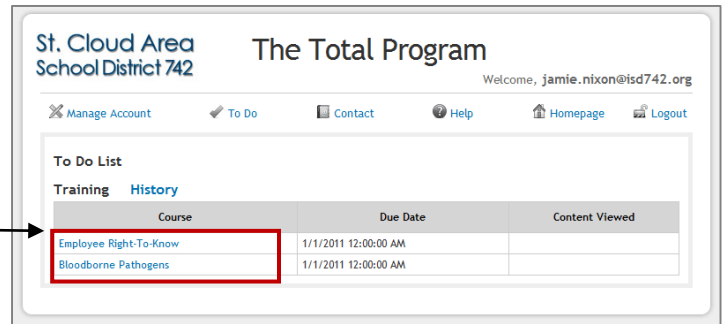 St. Cloud Area
School District 742
The Total Program
Welcome, jamie.nixon@isd742.org
Manage Account To Do Contact Help Homepage Logout
To Do List
Training History
Course Due Date Content Viewed
Employee Right-To-Know 1/1/2011 12:00:00 AM
Bloodborne Pathogens 1/1/2011 12:00:00 AM